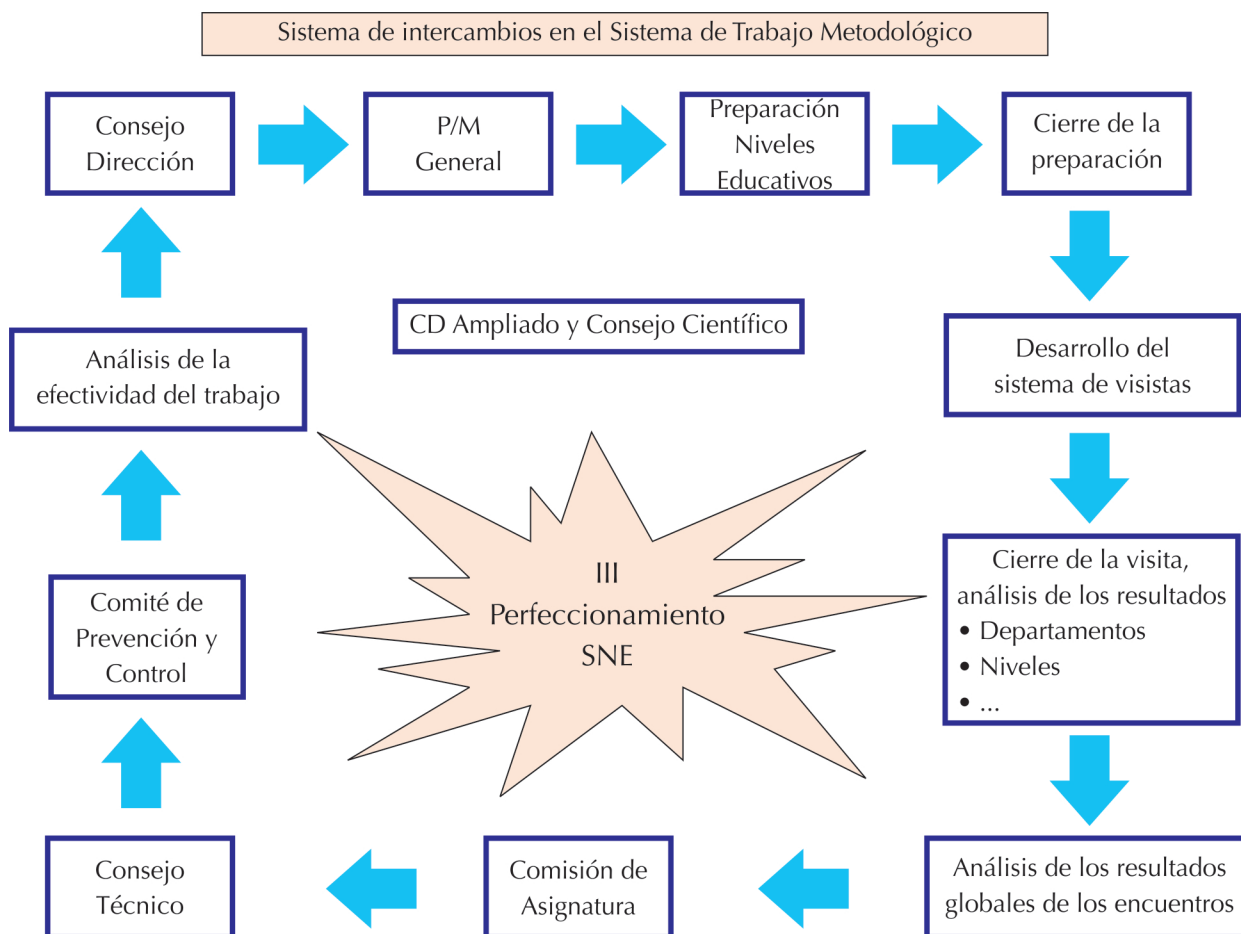 Sistema de intercambios en el Sistema de Trabajo Metodológico
Consejo
Dirección
P/M
General
Preparación
Niveles
Educativos
Cierre de la
preparación
CD Ampliado y Consejo Científico
Análisis de la
efectividad del trabajo
Desarrollo del
sistema de visistas
III
Perfeccionamiento
SNE
Cierre de la visita,
análisis de los resultados
• Departamentos
• Niveles
• ...
Comité de
Prevención y
Control
Consejo
Técnico
Comisión de
Asignatura
Análisis de los resultados
globales de los encuentros